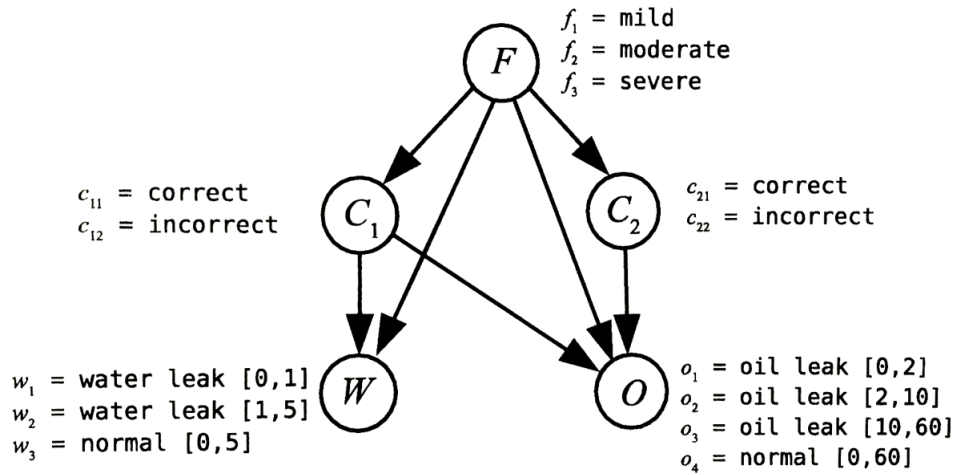 f₁ = mild
f₂ = moderate
f₃ = severe
F
c₁₁ = correct
c₁₂ = incorrect
C₁
C₂
c₂₁ = correct
c₂₂ = incorrect
w₁ = water leak [0,1]
w₂ = water leak [1,5]
w₃ = normal [0,5]
W
O
o₁ = oil leak [0,2]
o₂ = oil leak [2,10]
o₃ = oil leak [10,60]
o₄ = normal [0,60]